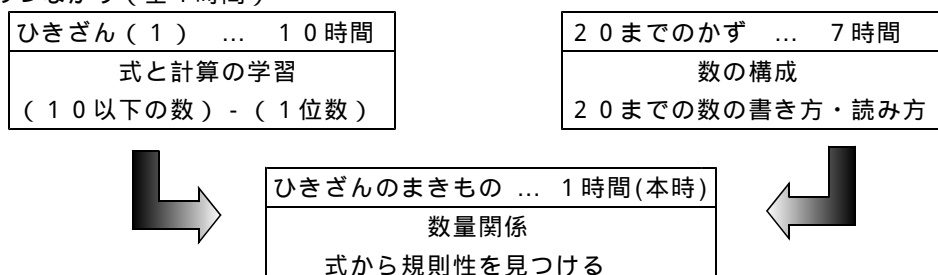 ひきざん(1) … 10時間
式と計算の学習
(10以下の数)-(1位数)
20までのかず … 7時間
数の構成
20までの数の書き方・読み方
ひきざんのまきもの … 1時間(本時)
数量関係
式から規則性を見つける